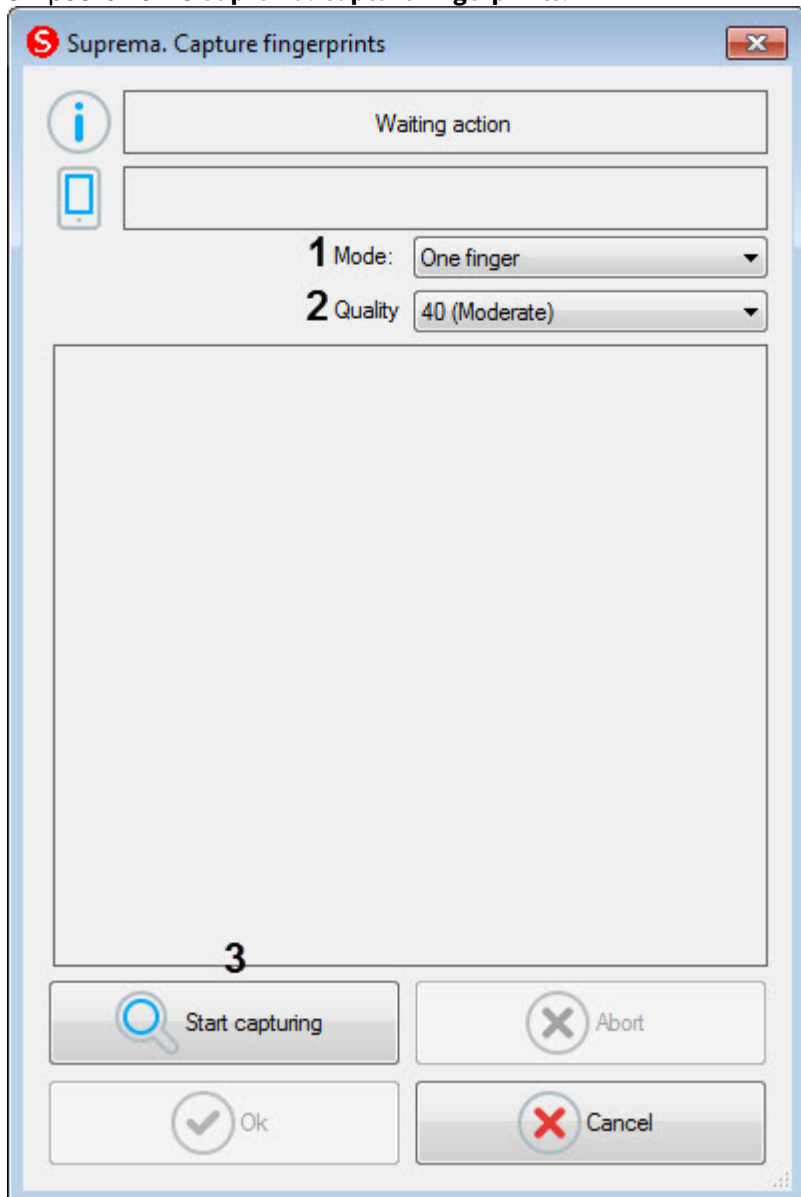 Suprema. Capture fingerprints
Waiting action
1 Mode: One finger
2 Quality 40 (Moderate)
3
Start capturing Abort
Ok Cancel